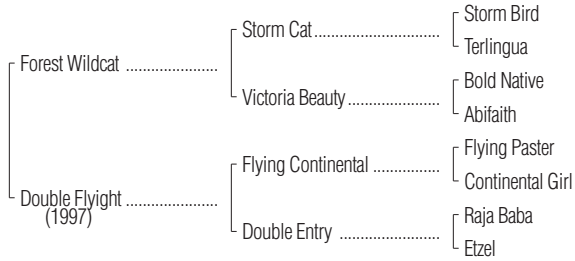 Storm Bird
Storm Cat
Terlingua
Forest Wildcat
Bold Native
Victoria Beauty
Abifaith
Flying Paster
Flying Continental
Continental Girl
Double Flyight
(1997)
Raja Baba
Double Entry
Etzel